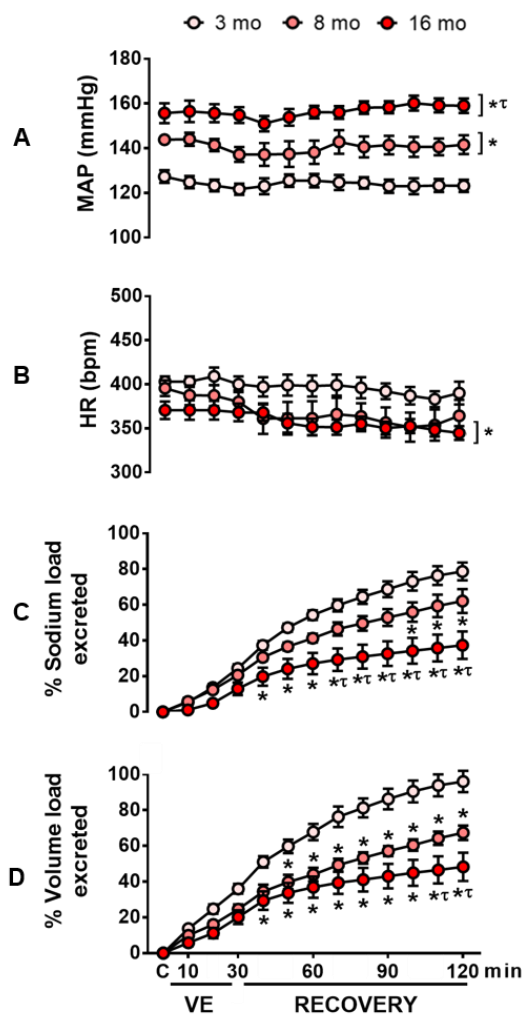 3 mo 8 mo 16 mo
A
MAP (mmHg)
180
160
140
120
100
*τ
*
B
HR (bpm)
500
450
400
350
300
*
C
% Sodium load
excreted
100
80
60
40
20
0
* * *
* * * *τ *τ *τ *τ *τ *τ
D
% Volume load
excreted
100
80
60
40
20
0
* * * * * * * *
* * * * * * * *τ *τ
C 10 30 60 90 120 min
VE RECOVERY